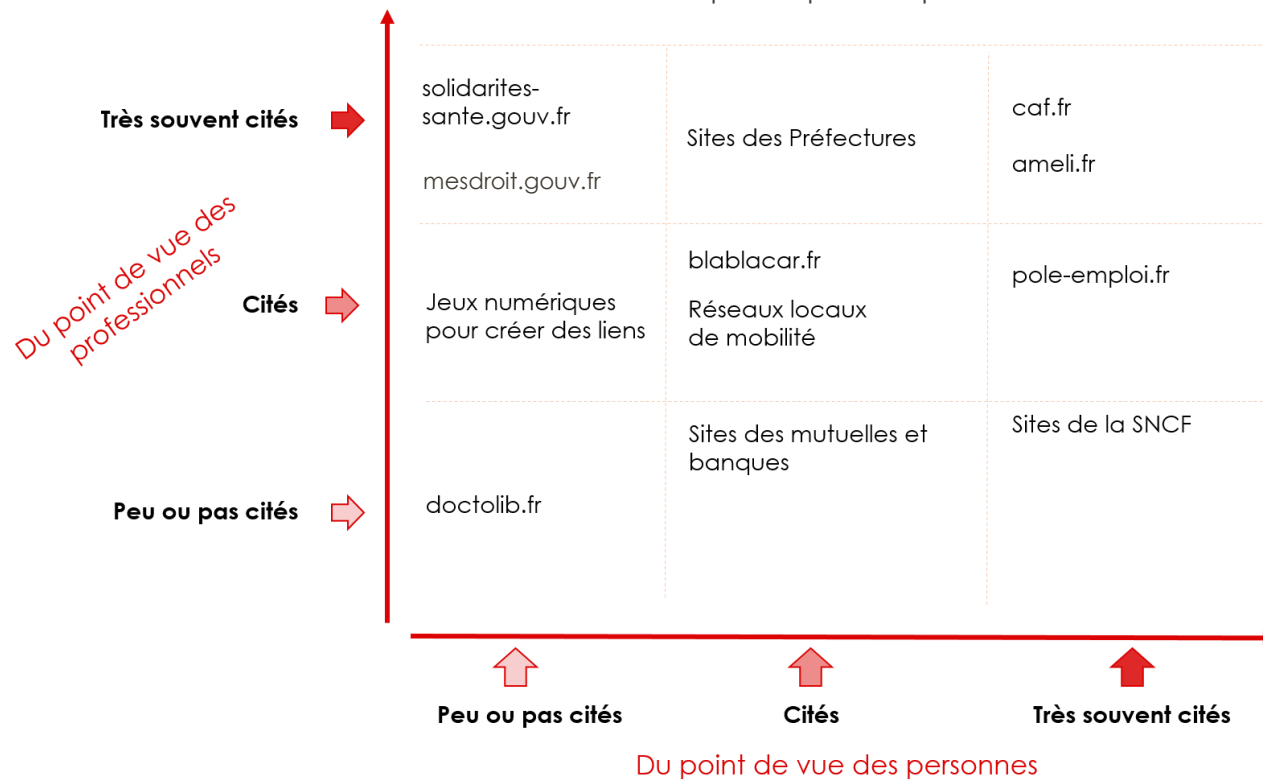 Très souvent cités
solidarites-
sante.gouv.fr
mesdroit.gouv.fr
Sites des Préfectures
caf.fr
ameli.fr
Du point de vue des
professionnels
Cités
Jeux numériques
pour créer des liens
blablacar.fr
Réseaux locaux
de mobilité
pole-emploi.fr
Peu ou pas cités
doctolib.fr
Sites des mutuelles et
banques
Sites de la SNCF
Peu ou pas cités
Cités
Très souvent cités
Du point de vue des personnes